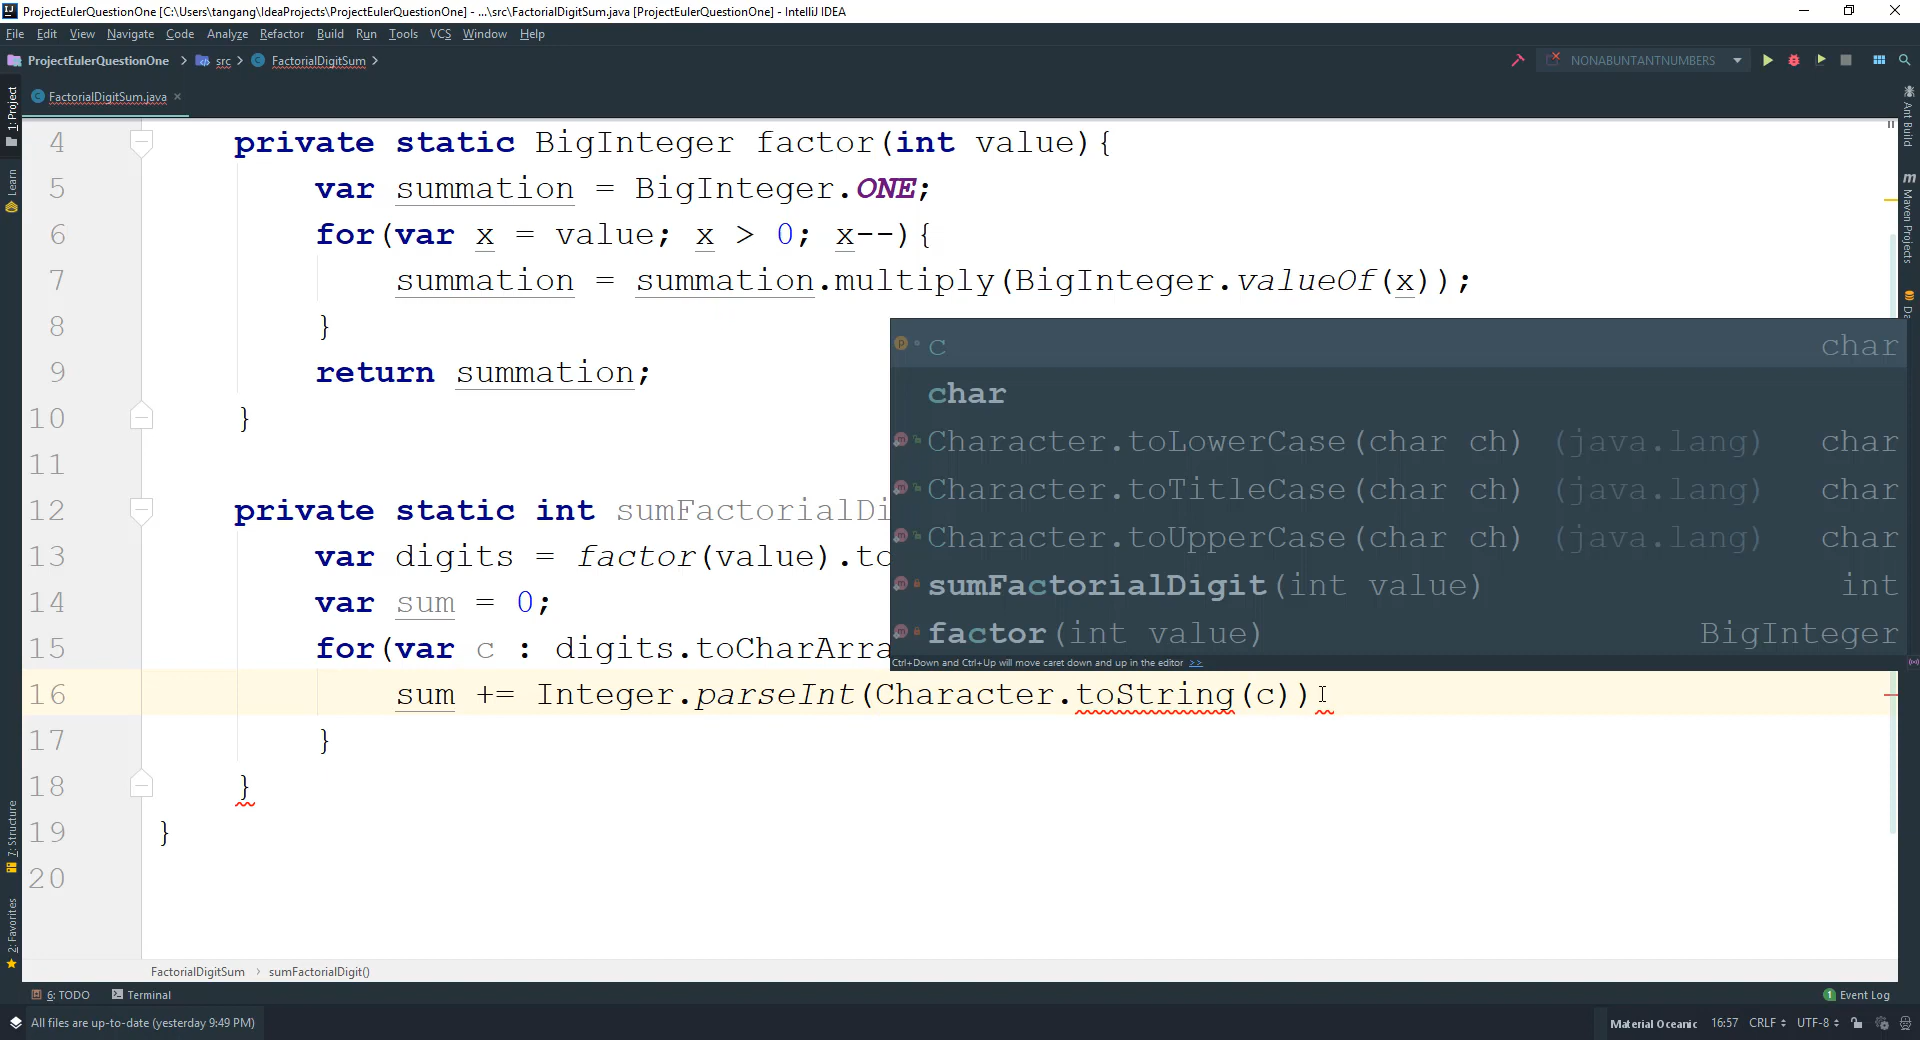 ProjectEulerQuestionOne [C:\Users\tangang\IdeaProjects\ProjectEulerQuestionOne] - ...\src\FactorialDigitSum.java [ProjectEulerQuestionOne] - IntelliJ IDEA
File Edit View Navigate Code Analyze Refactor Build Run Tools VCS Window Help
ProjectEulerQuestionOne src FactorialDigitSum NONABUNTANTNUMBERS
FactorialDigitSum.java
1: Project
Learn
7: Structure
2: Favorites
Ant Build
Maven Projects
4 private static BigInteger factor(int value){
5 var summation = BigInteger.ONE;
6 for(var x = value; x > 0; x--){
7 summation = summation.multiply(BigInteger.valueOf(x));
8 }
9 return summation;
10 }
11
12 private static int sumFactorialDi
13 var digits = factor(value).to
14 var sum = 0;
15 for(var c : digits.toCharArra
16 sum += Integer.parseInt(Character.toString(c))
17 }
18 }
19 }
20
c char
char
Character.toLowerCase(char ch) (java.lang) char
Character.toTitleCase(char ch) (java.lang) char
Character.toUpperCase(char ch) (java.lang) char
sumFactorialDigit(int value) int
factor(int value) BigInteger
Ctrl+Down and Ctrl+Up will move caret down and up in the editor >>
FactorialDigitSum › sumFactorialDigit()
6: TODO Terminal 1 Event Log
All files are up-to-date (yesterday 9:49 PM) Material Oceanic 16:57 CRLF UTF-8